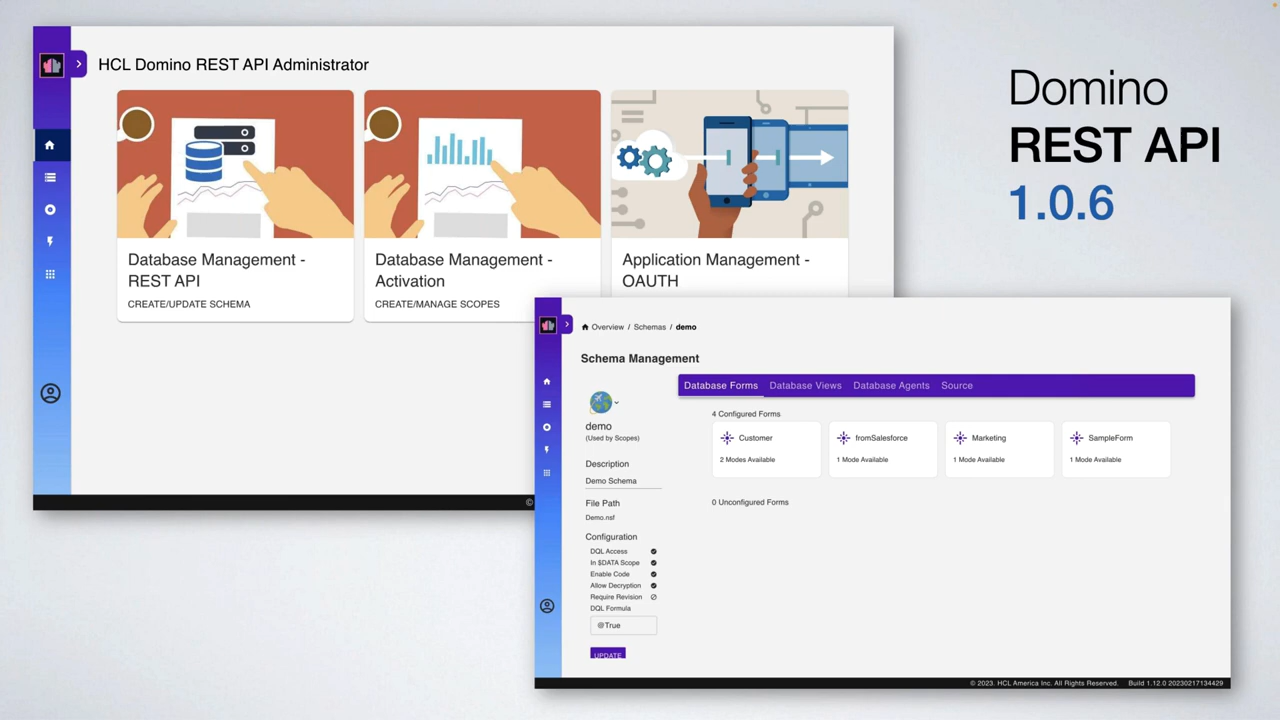 HCL Domino REST API Administrator
Database Management -
REST API
CREATE/UPDATE SCHEMA
Database Management -
Activation
CREATE/MANAGE SCOPES
Application Management -
OAUTH
©
Domino
REST API
1.0.6
Overview / Schemas / demo
Schema Management
demo
(Used by Scopes)
Description
Demo Schema
File Path
Demo.nsf
Configuration
DQL Access
In $DATA Scope
Enable Code
Allow Decryption
Require Revision
DQL Formula
@True
UPDATE
Database Forms Database Views Database Agents Source
4 Configured Forms
Customer
2 Modes Available
fromSalesforce
1 Mode Available
Marketing
1 Mode Available
SampleForm
1 Mode Available
0 Unconfigured Forms
© 2023. HCL America Inc. All Rights Reserved. Build 1.12.0 20230217134429